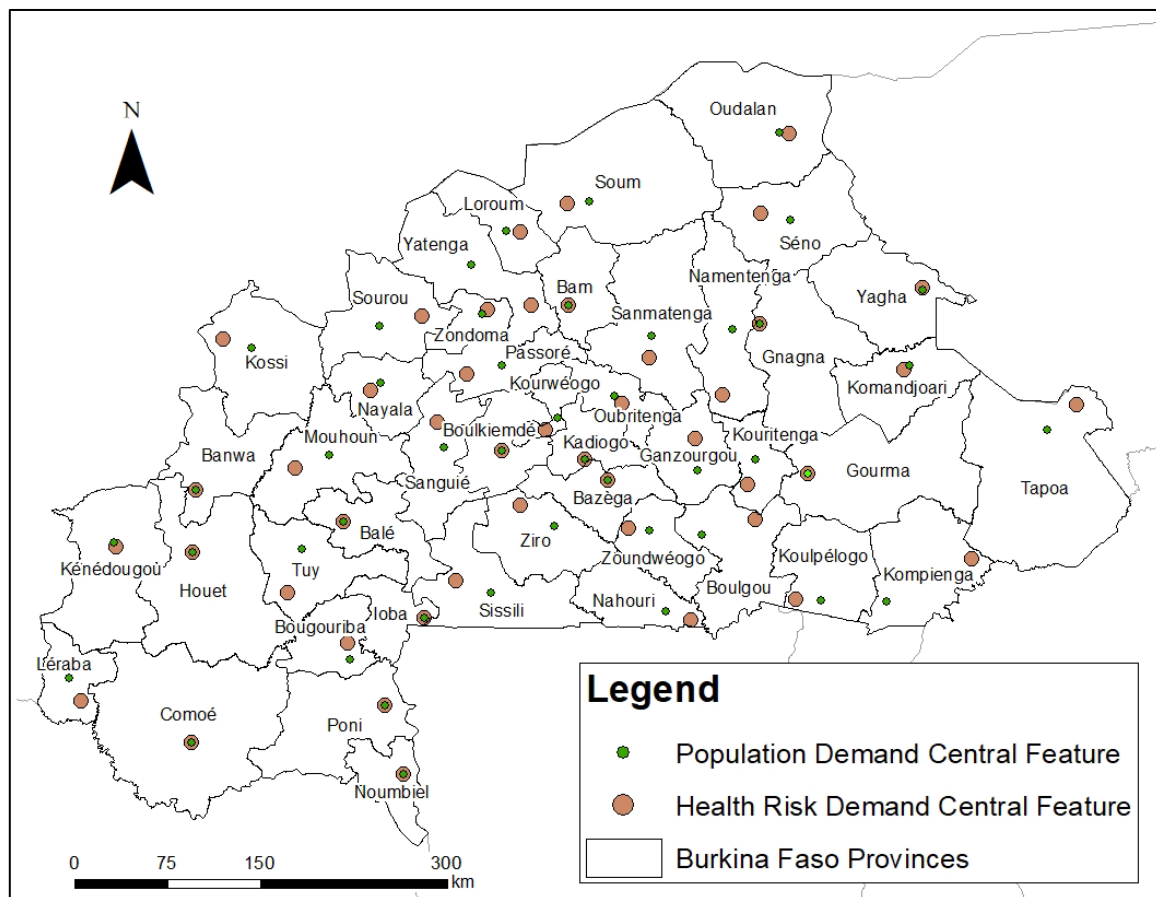 N
Oudalan
Soum
Loroum
Séno
Yatenga
Namentenga
Bam
Sourou
Yagha
Sanmatenga
Zondoma
Kossi
Passoré
Gnagna
Kourwéogo
Komandjoari
Nayala
Oubritenga
Boulkiemdé
Mouhoun
Kadiogo
Kouritenga
Banwa
Ganzourgou
Gourma
Sanguié
Tapoa
Bazèga
Balé
Ziro
Zoundwéogo
Koulpélogo
Kénédougou
Tuy
Kompienga
Houet
Boulgou
Nahouri
Sissili
Ioba
Bougouriba
Léraba
Legend
Comoé
Poni
Population Demand Central Feature
Noumbiel
Health Risk Demand Central Feature
Burkina Faso Provinces
0 75 150 300
km